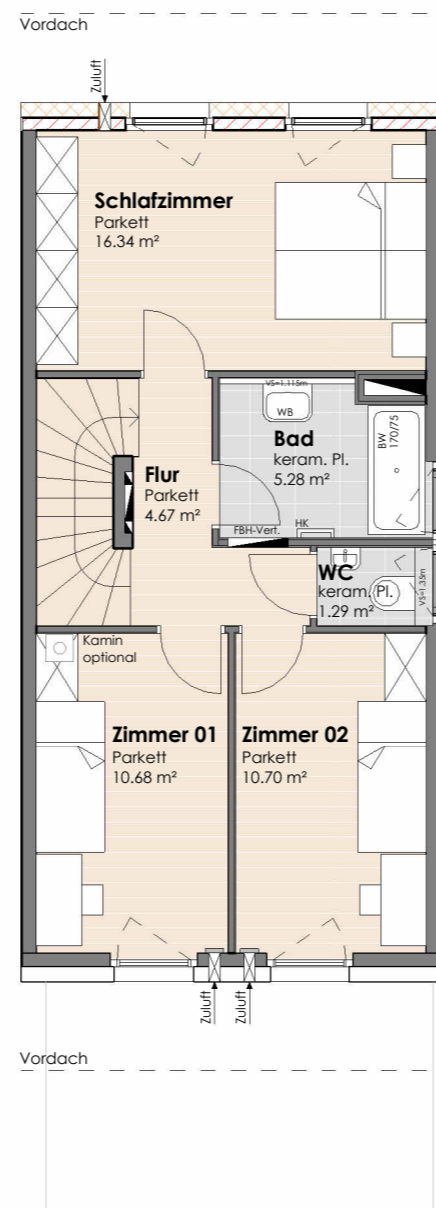 Vordach
Zuluft
Schlafzimmer
Parkett
16.34 m²
VS=1.115m
WB
Bad
keram. Pl.
5.28 m²
BW
170/75
Flur
Parkett
4.67 m²
FBH-Vert.
HK
WC
keram. Pl.
1.29 m²
VS=1.35m
Kamin
optional
Zimmer 01
Parkett
10.68 m²
Zimmer 02
Parkett
10.70 m²
Zuluft
Zuluft
Vordach